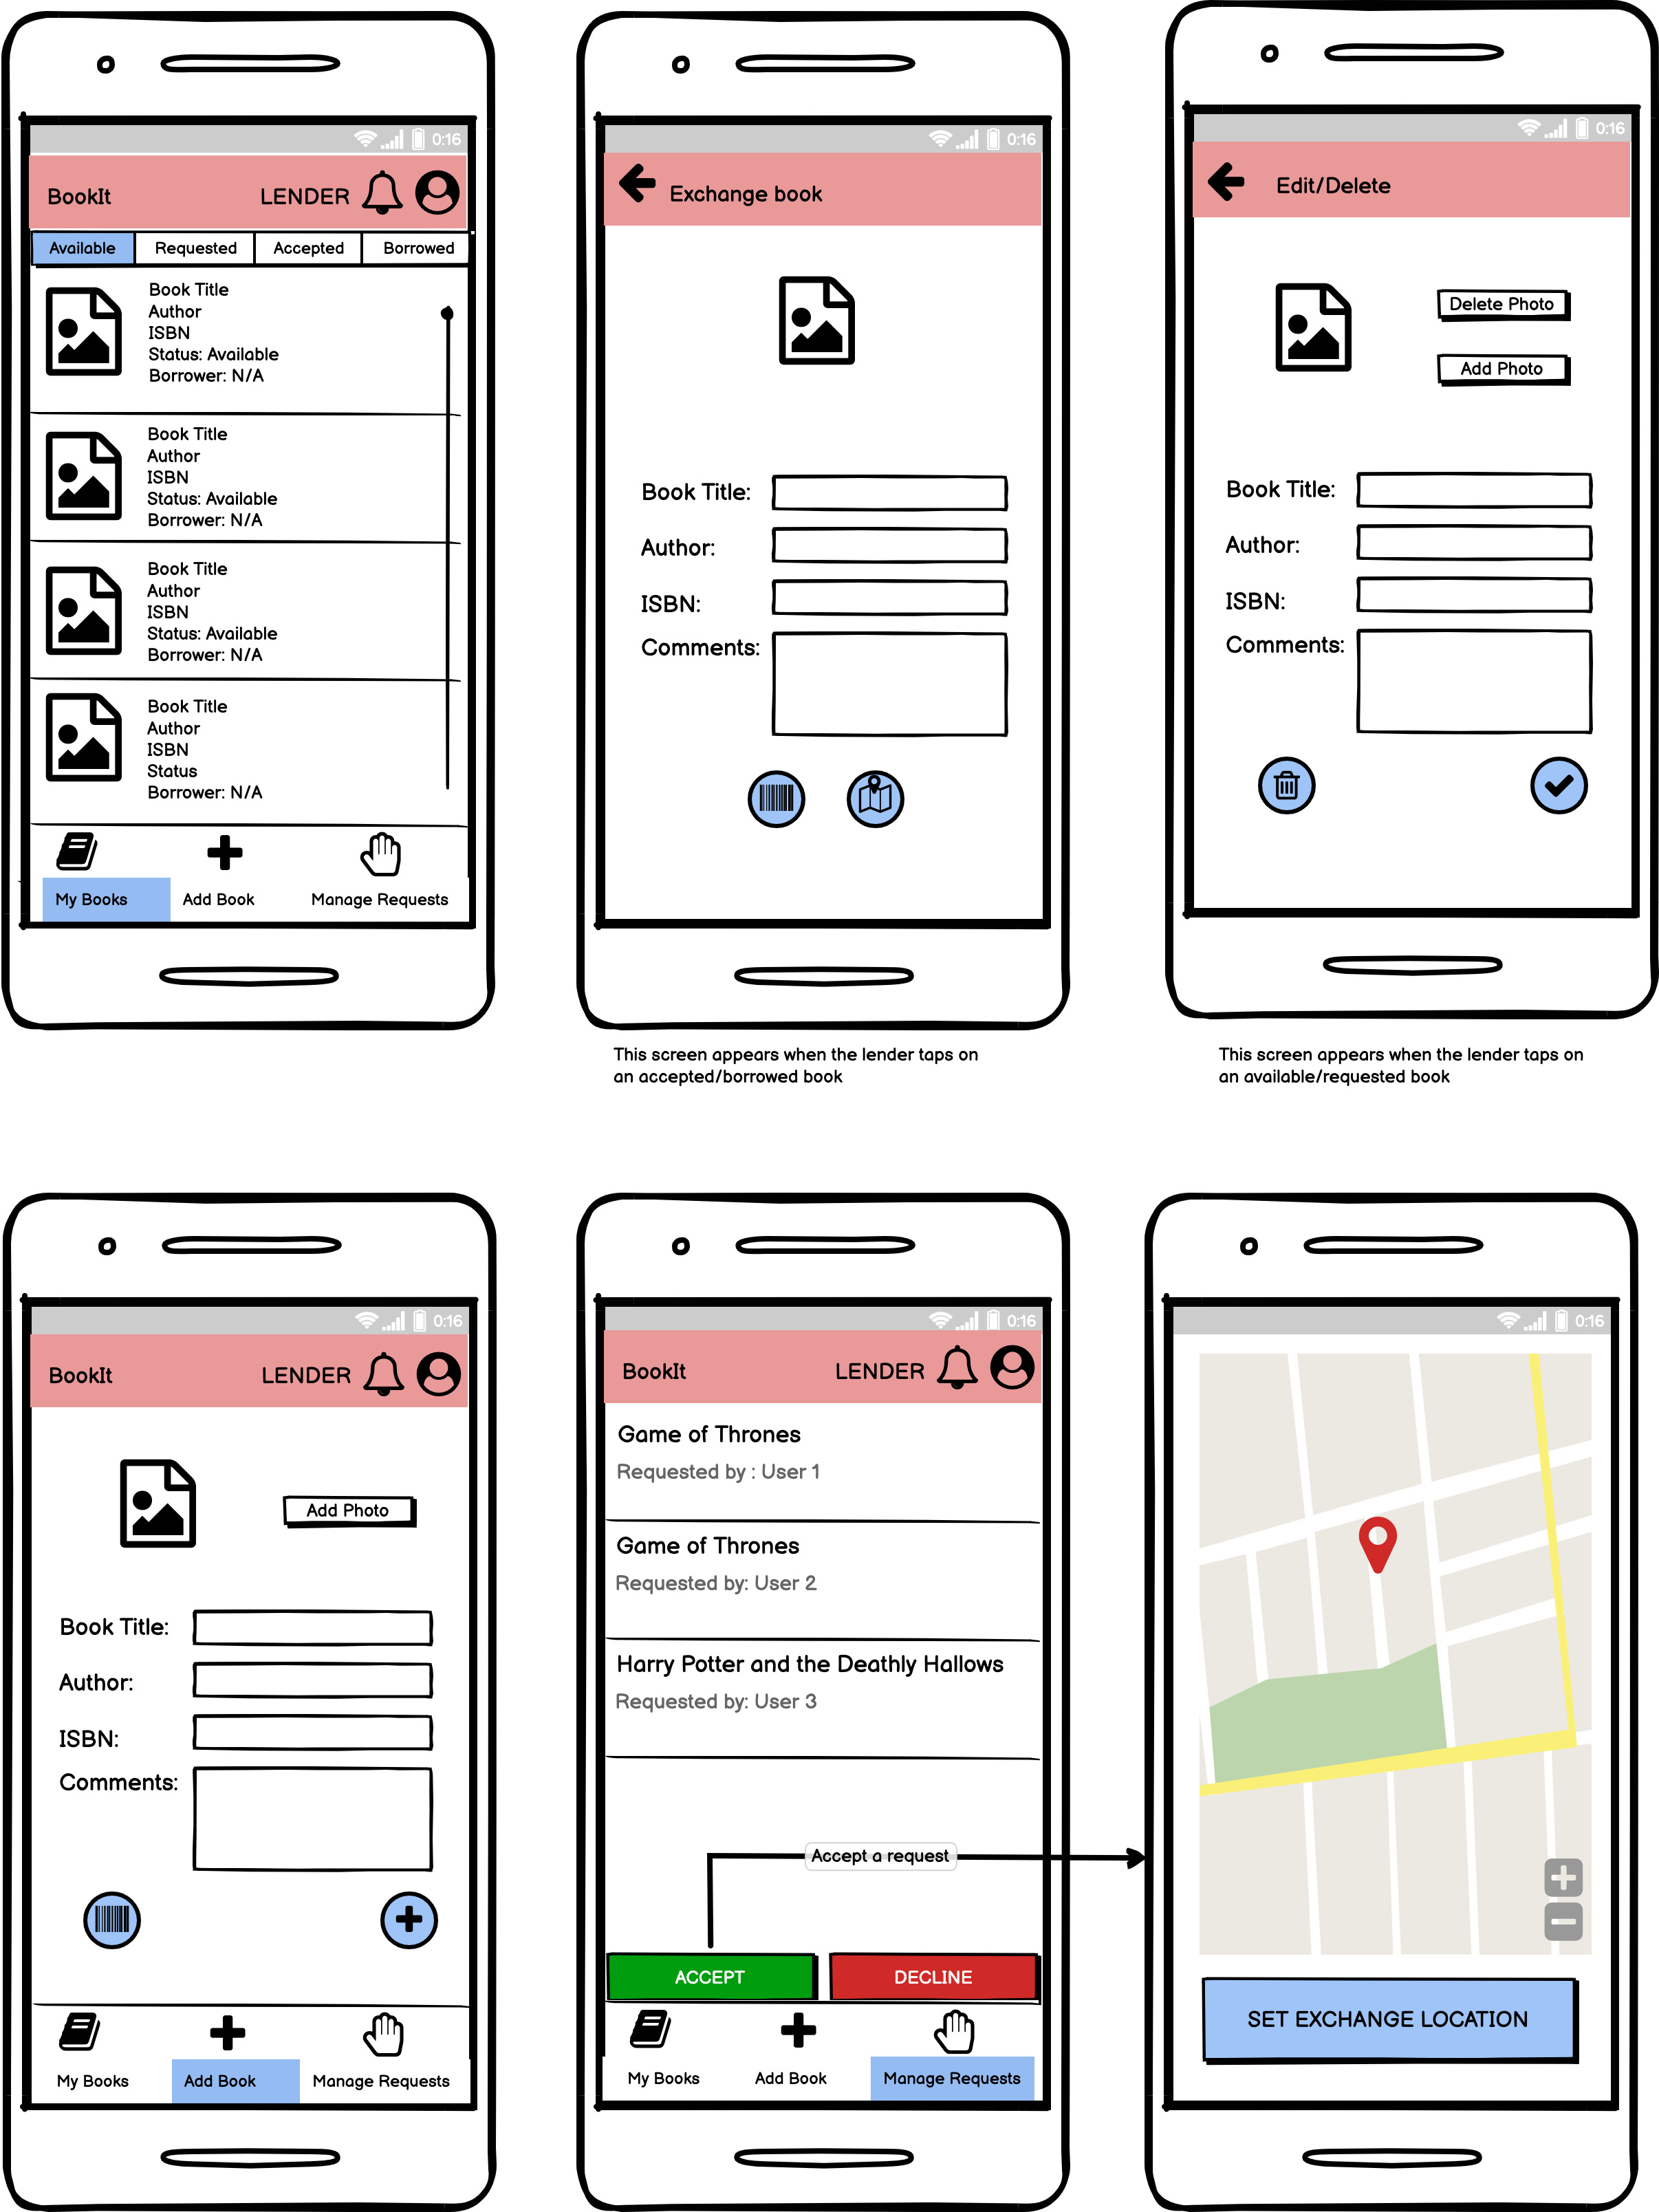 0:16
BookIt LENDER
Available Requested Accepted Borrowed
Book Title
Author
ISBN
Status: Available
Borrower: N/A
Book Title
Author
ISBN
Status: Available
Borrower: N/A
Book Title
Author
ISBN
Status: Available
Borrower: N/A
Book Title
Author
ISBN
Status
Borrower: N/A
My Books Add Book Manage Requests
0:16
Exchange book
Book Title:
Author:
ISBN:
Comments:
This screen appears when the lender taps on
an accepted/borrowed book
0:16
Edit/Delete
Delete Photo
Add Photo
Book Title:
Author:
ISBN:
Comments:
This screen appears when the lender taps on
an available/requested book
0:16
BookIt LENDER
Add Photo
Book Title:
Author:
ISBN:
Comments:
My Books Add Book Manage Requests
0:16
BookIt LENDER
Game of Thrones
Requested by : User 1
Game of Thrones
Requested by: User 2
Harry Potter and the Deathly Hallows
Requested by: User 3
Accept a request
ACCEPT DECLINE
My Books Add Book Manage Requests
0:16
SET EXCHANGE LOCATION